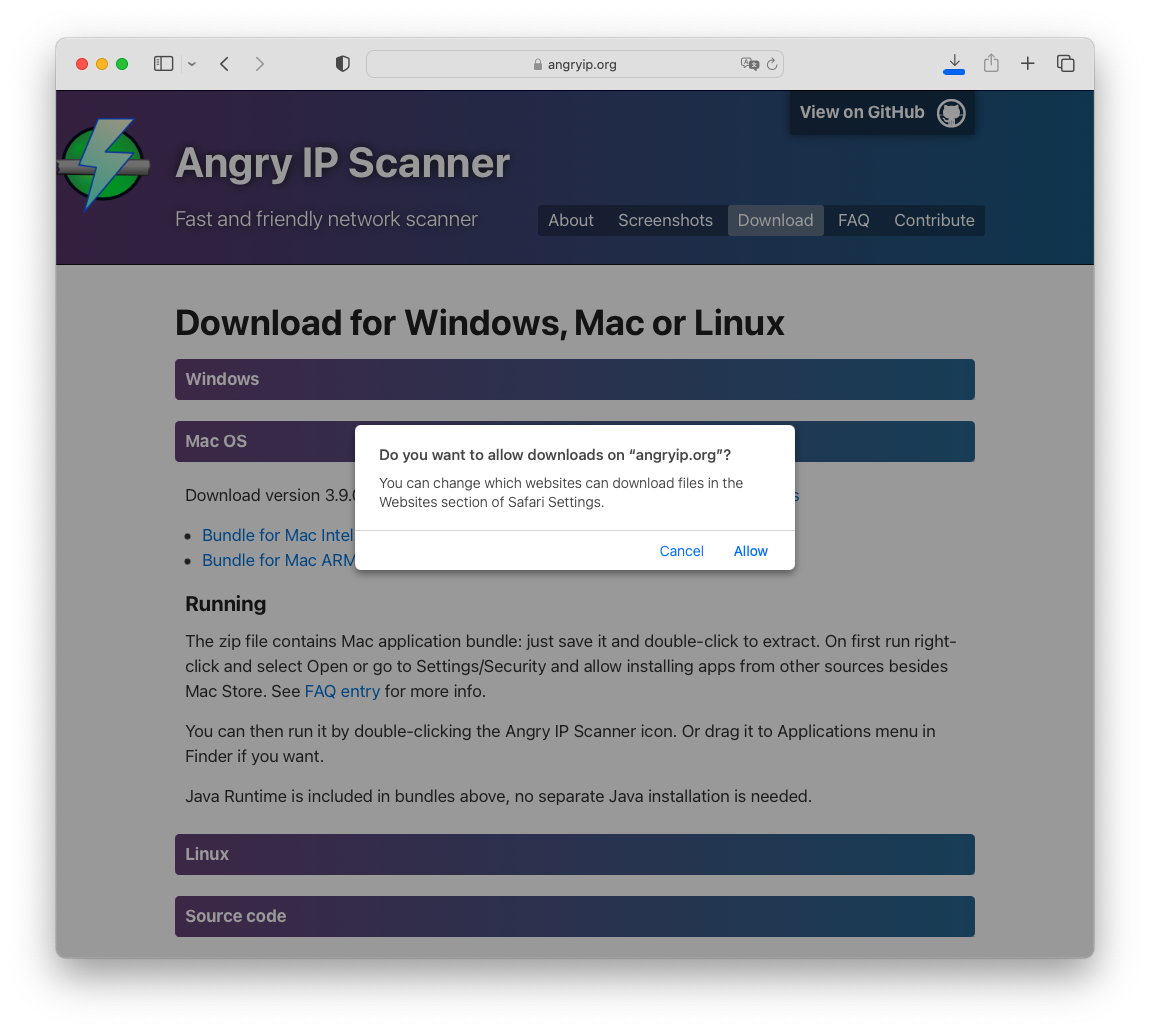 angryip.org
View on GitHub
Angry IP Scanner
Fast and friendly network scanner
About Screenshots Download FAQ Contribute
Download for Windows, Mac or Linux
Windows
Mac OS
Do you want to allow downloads on “angryip.org”?
You can change which websites can download files in the
Websites section of Safari Settings.
Cancel Allow
Download version 3.9.
Bundle for Mac Intel
Bundle for Mac ARM
Running
The zip file contains Mac application bundle: just save it and double-click to extract. On first run right-
click and select Open or go to Settings/Security and allow installing apps from other sources besides
Mac Store. See FAQ entry for more info.
You can then run it by double-clicking the Angry IP Scanner icon. Or drag it to Applications menu in
Finder if you want.
Java Runtime is included in bundles above, no separate Java installation is needed.
Linux
Source code